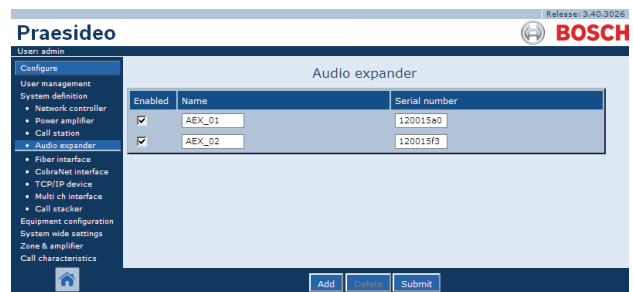 Release: 3.40.3026
Praesideo
BOSCH
User: admin
Configure
User management
System definition
• Network controller
• Power amplifier
• Call station
• Audio expander
• Fiber interface
• CobraNet interface
• TCP/IP device
• Multi ch interface
• Call stacker
Equipment configuration
System wide settings
Zone & amplifier
Call characteristics
Audio expander
Enabled Name Serial number
AEX_01 120015a0
AEX_02 120015f3
Add Delete Submit